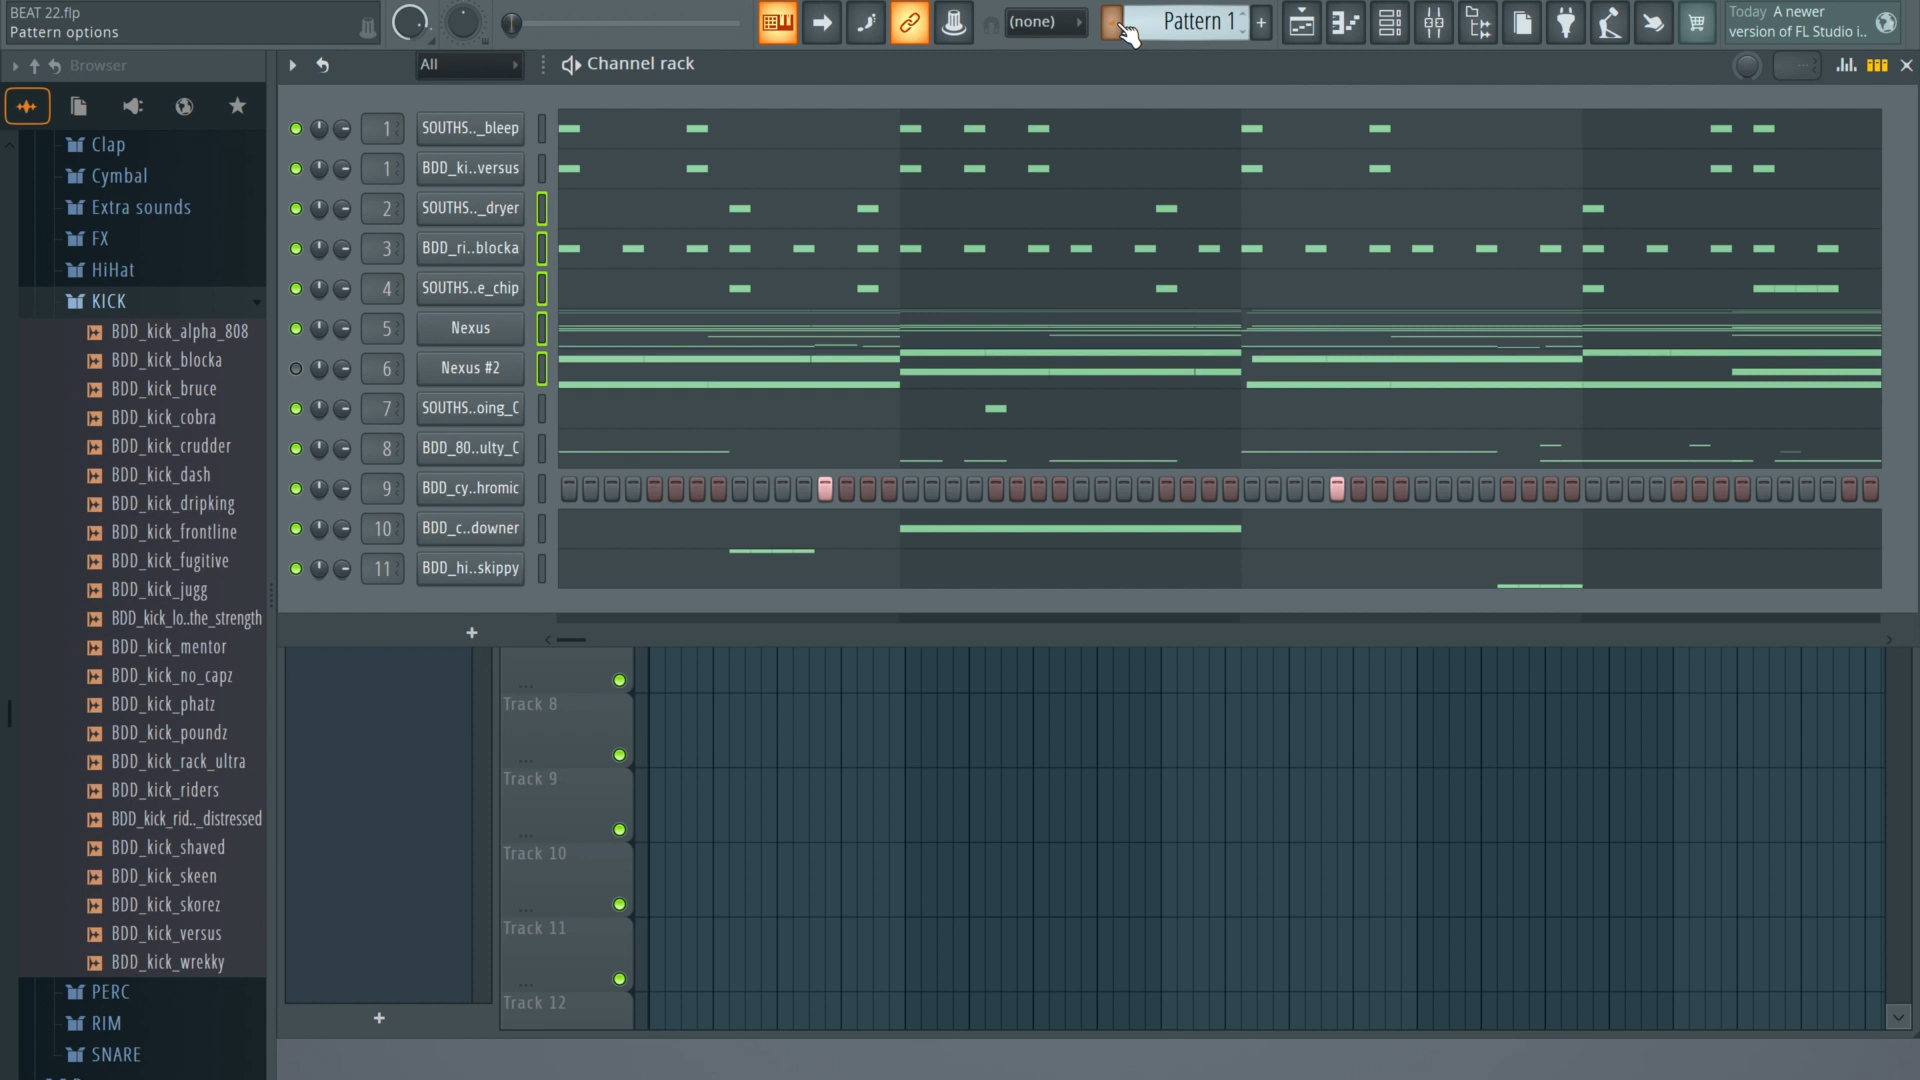 BEAT 22.flp
Pattern options
(none)
Pattern 1
+
Today A newer
version of FL Studio i..
Browser
All
Channel rack
Clap
Cymbal
Extra sounds
FX
HiHat
KICK
BDD_kick_alpha_808
BDD_kick_blocka
BDD_kick_bruce
BDD_kick_cobra
BDD_kick_crudder
BDD_kick_dash
BDD_kick_dripking
BDD_kick_frontline
BDD_kick_fugitive
BDD_kick_jugg
BDD_kick_lo..the_strength
BDD_kick_mentor
BDD_kick_no_capz
BDD_kick_phatz
BDD_kick_poundz
BDD_kick_rack_ultra
BDD_kick_riders
BDD_kick_rid.._distressed
BDD_kick_shaved
BDD_kick_skeen
BDD_kick_skorez
BDD_kick_versus
BDD_kick_wrekky
PERC
RIM
SNARE
1 SOUTHS.._bleep
1 BDD_ki..versus
2 SOUTHS.._dryer
3 BDD_ri..blocka
4 SOUTHS..e_chip
5 Nexus
6 Nexus #2
7 SOUTHS..oing_C
8 BDD_80..ulty_C
9 BDD_cy..hromic
10 BDD_c..downer
11 BDD_hi..skippy
+
Track 8
Track 9
Track 10
Track 11
Track 12
+